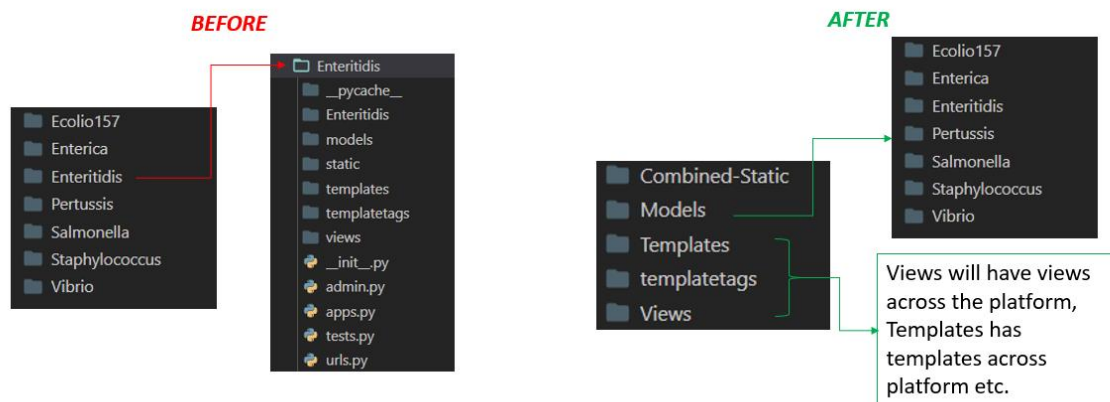 BEFORE
Ecolio157
Enterica
Enteritidis
Pertussis
Salmonella
Staphylococcus
Vibrio
Enteritidis
__pycache__
Enteritidis
models
static
templates
templatetags
views
__init__.py
admin.py
apps.py
tests.py
urls.py
AFTER
Combined-Static
Models
Templates
templatetags
Views
Ecolio157
Enterica
Enteritidis
Pertussis
Salmonella
Staphylococcus
Vibrio
Views will have views
across the platform,
Templates has
templates across
platform etc.